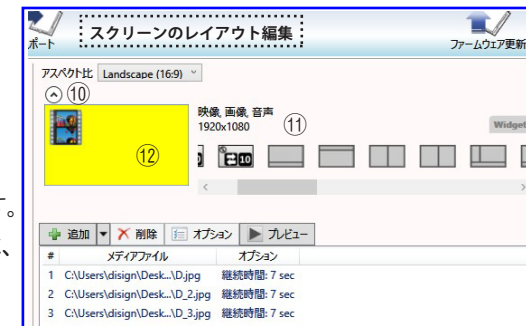 スクリーンのレイアウト編集
ポート
ファームウェア更新
アスペクト比 Landscape (16:9)
⑩
映像, 画像, 音声
1920x1080
⑪
Widget
⑫
10
。
、
追加 削除 オプション プレビュー
# メディアファイル オプション
1 C:\Users\disign\Desk...\D.jpg 継続時間: 7 sec
2 C:\Users\disign\Desk...\D_2.jpg 継続時間: 7 sec
3 C:\Users\disign\Desk...\D_3.jpg 継続時間: 7 sec